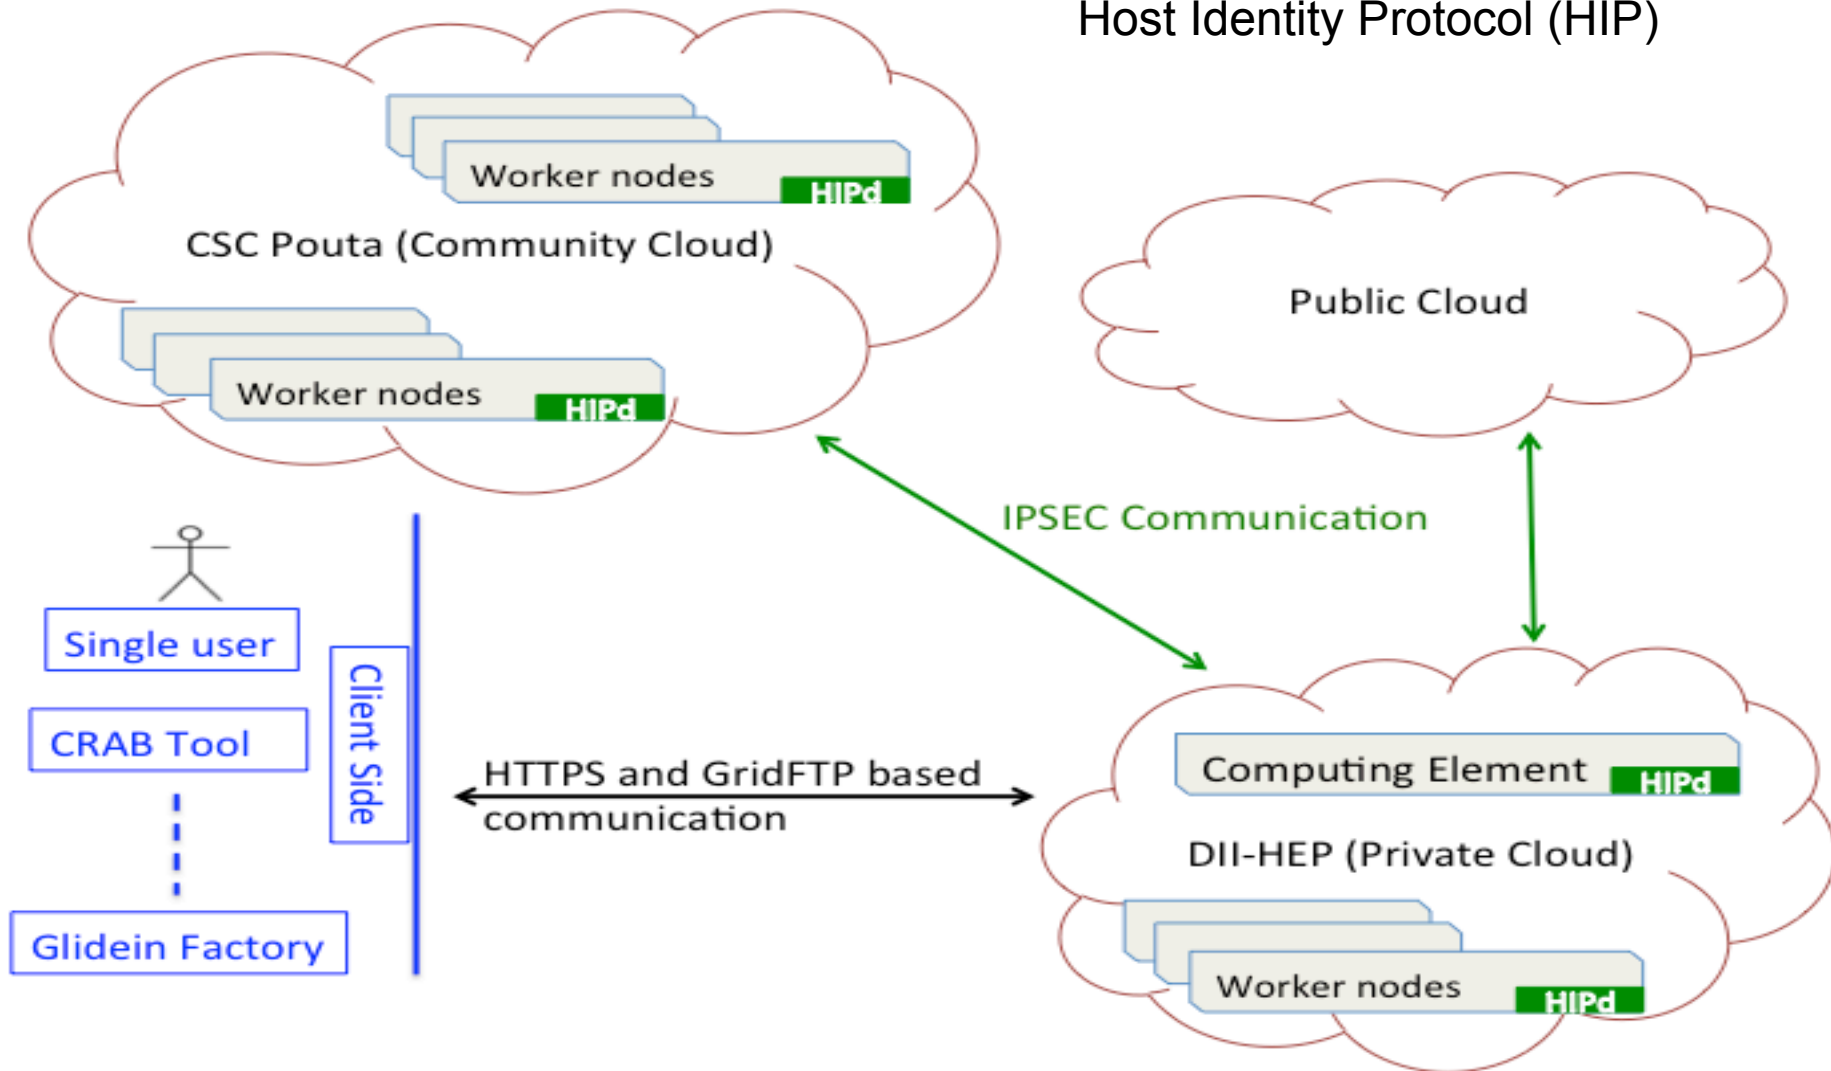 Host Identity Protocol (HIP)
Worker nodes
HIPd
CSC Pouta (Community Cloud)
Worker nodes
HIPd
Public Cloud
IPSEC Communication
Single user
CRAB Tool
Glidein Factory
Client Side
HTTPS and GridFTP based
communication
Computing Element
HIPd
DII-HEP (Private Cloud)
Worker nodes
HIPd